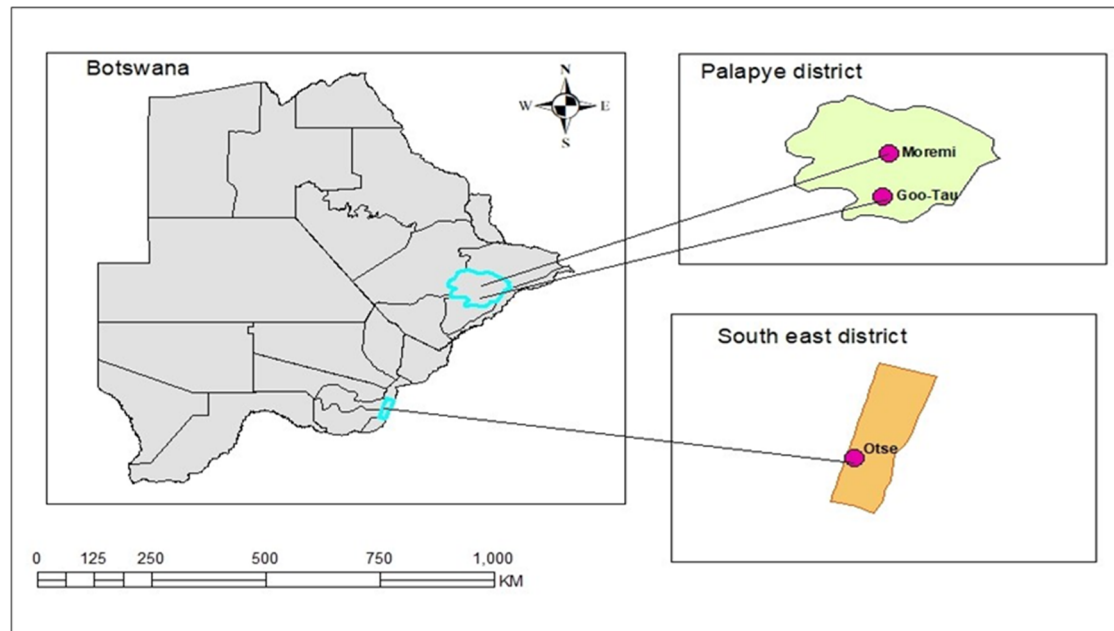 Botswana
N
W E
S
Palapye district
Moremi
Goo-Tau
South east district
Otse
0 125 250 500 750 1,000
KM